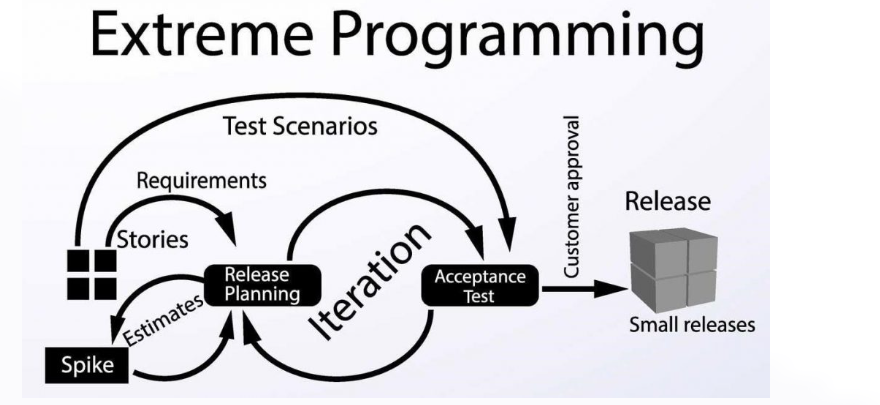 Extreme Programming
Test Scenarios
Requirements
Stories
Release
Planning
Estimates
Spike
Iteration
Acceptance
Test
Customer approval
Release
Small releases